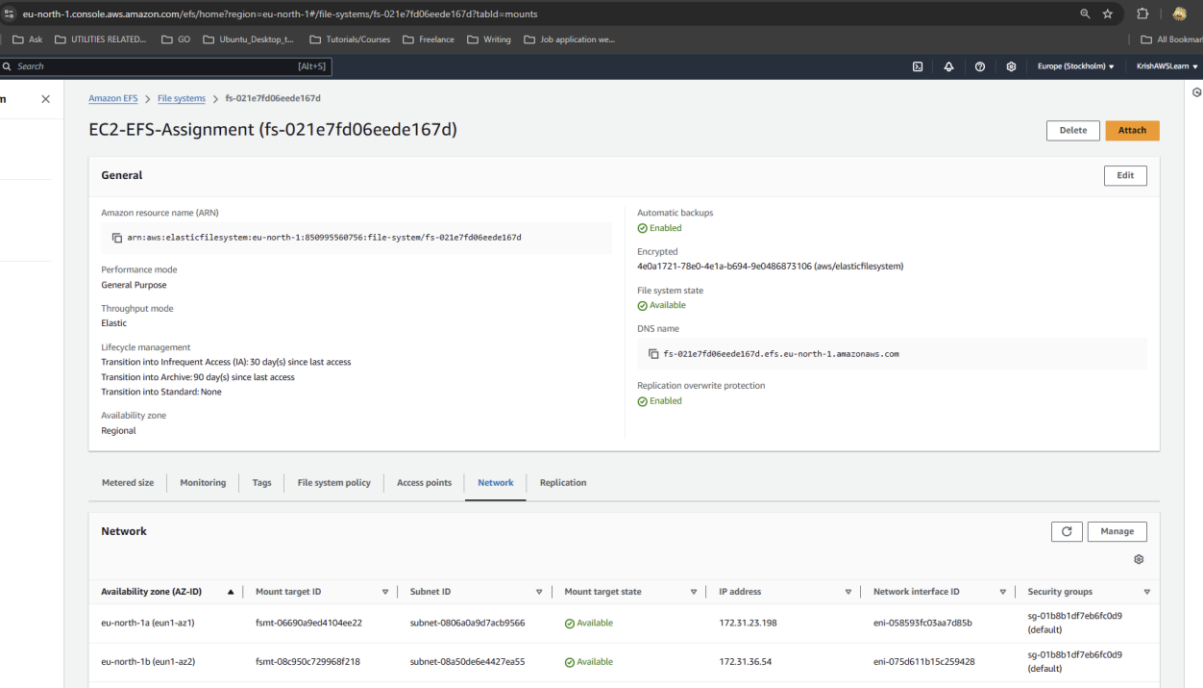 eu-north-1.console.aws.amazon.com/efs/home?region=eu-north-1#/file-systems/fs-021e7fd06eede167d?tabId=mounts
Ask UTILITIES RELATED... GO Ubuntu_Desktop_t... Tutorials/Courses Freelance Writing Job application we... All Bookmar
Search [Alt+S] Europe (Stockholm) KrishAWSLearn
Amazon EFS > File systems > fs-021e7fd06eede167d
EC2-EFS-Assignment (fs-021e7fd06eede167d) Delete Attach
General Edit
Amazon resource name (ARN)
arn:aws:elasticfilesystem:eu-north-1:850995560756:file-system/fs-021e7fd06eede167d
Performance mode
General Purpose
Throughput mode
Elastic
Lifecycle management
Transition into Infrequent Access (IA): 30 day(s) since last access
Transition into Archive: 90 day(s) since last access
Transition into Standard: None
Availability zone
Regional
Automatic backups
Enabled
Encrypted
4e0a1721-78e0-4e1a-b694-9e0486873106 (aws/elasticfilesystem)
File system state
Available
DNS name
fs-021e7fd06eede167d.efs.eu-north-1.amazonaws.com
Replication overwrite protection
Enabled
Metered size Monitoring Tags File system policy Access points Network Replication
Network Manage
Availability zone (AZ-ID) Mount target ID Subnet ID Mount target state IP address Network interface ID Security groups
eu-north-1a (eun1-az1) fsmt-06690a9ed4104ee22 subnet-0806a0a9d7acb9566 Available 172.31.23.198 eni-058593fc03aa7d85b sg-01b8b1df7eb6fc0d9
(default)
eu-north-1b (eun1-az2) fsmt-08c950c729968f218 subnet-08a50de6e4427ea55 Available 172.31.36.54 eni-075d611b15c259428 sg-01b8b1df7eb6fc0d9
(default)